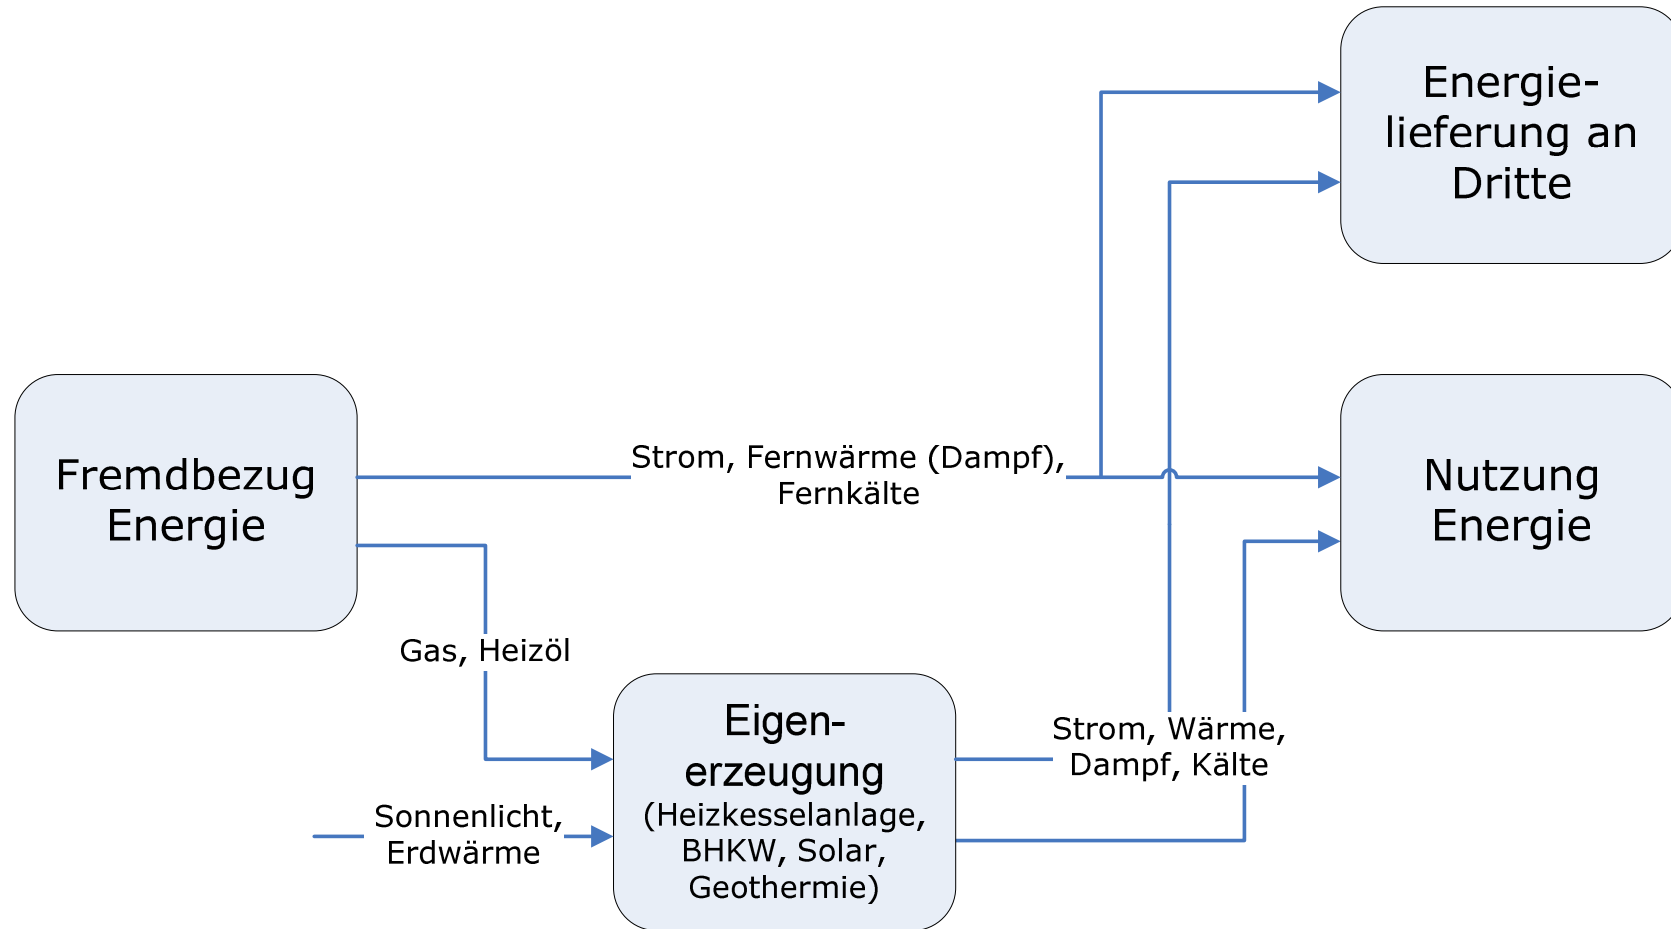 Energie-
lieferung an
Dritte
Fremdbezug
Energie
Strom, Fernwärme (Dampf),
Fernkälte
Nutzung
Energie
Gas, Heizöl
Eigen-
erzeugung
(Heizkesselanlage,
BHKW, Solar,
Geothermie)
Strom, Wärme,
Dampf, Kälte
Sonnenlicht,
Erdwärme